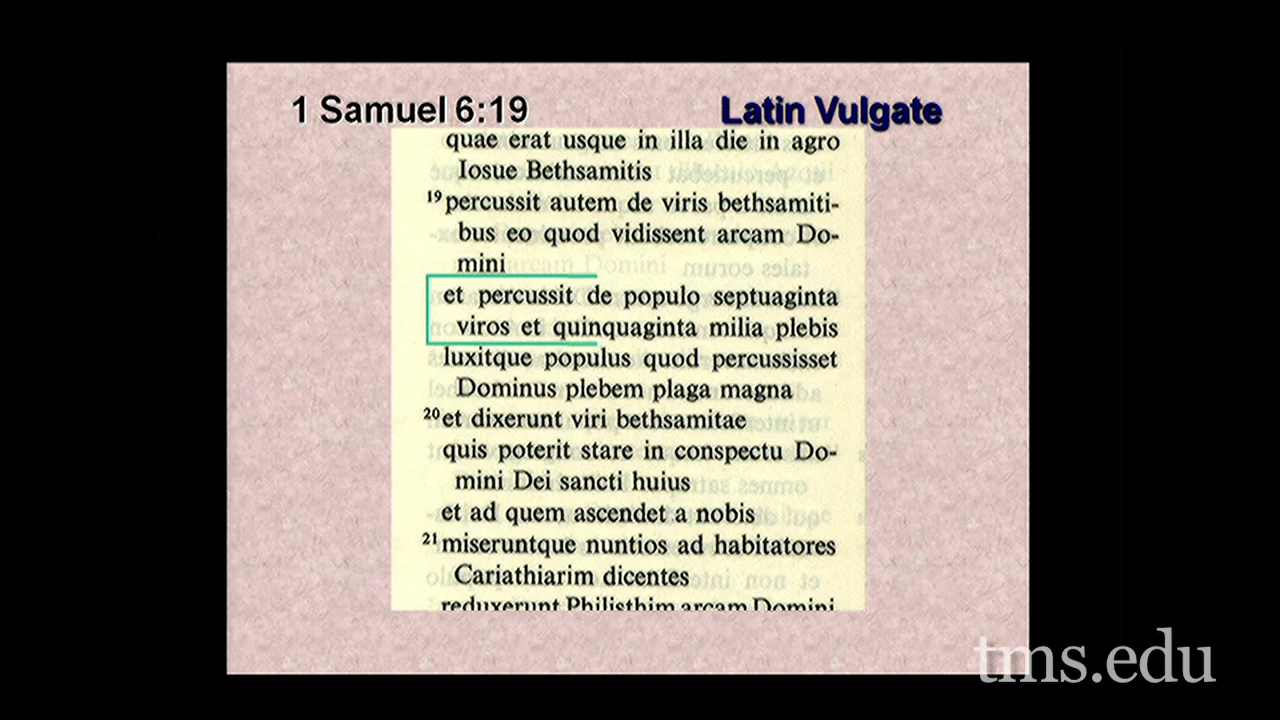 1 Samuel 6:19
Latin Vulgate
quae erat usque in illa die in agro
Iosue Bethsamitis
19 percussit autem de viris bethsamiti-
bus eo quod vidissent arcam Do-
mini
et percussit de populo septuaginta
viros et quinquaginta milia plebis
luxitque populus quod percussisset
Dominus plebem plaga magna
20 et dixerunt viri bethsamitae
quis poterit stare in conspectu Do-
mini Dei sancti huius
et ad quem ascendet a nobis
21 miseruntque nuntios ad habitatores
Cariathiarim dicentes
reduxerunt Philisthim arcam Domini
tms.edu